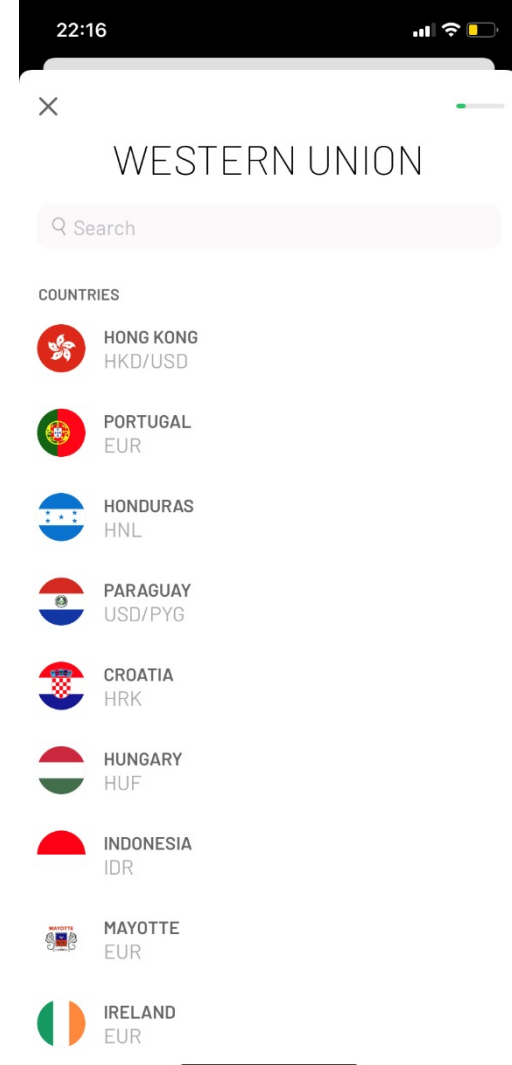 22:16
WESTERN UNION
Search
COUNTRIES
HONG KONG
HKD/USD
PORTUGAL
EUR
HONDURAS
HNL
PARAGUAY
USD/PYG
CROATIA
HRK
HUNGARY
HUF
INDONESIA
IDR
MAYOTTE
MAYOTTE
EUR
IRELAND
EUR